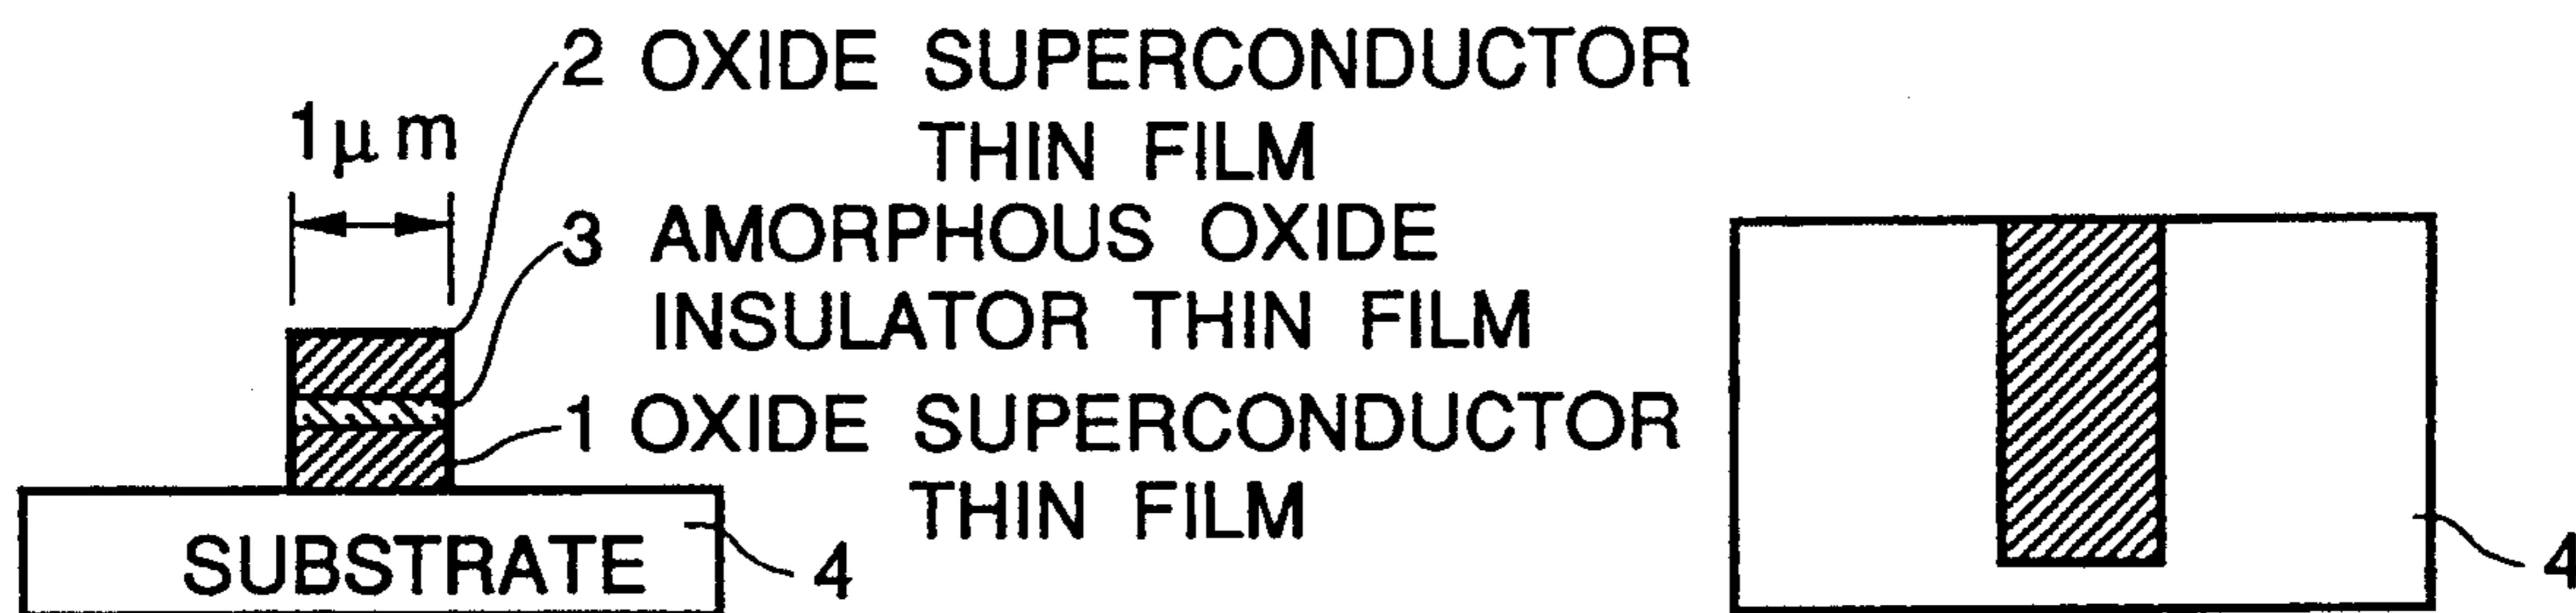 1μm
2 OXIDE SUPERCONDUCTOR
THIN FILM
3 AMORPHOUS OXIDE
INSULATOR THIN FILM
1 OXIDE SUPERCONDUCTOR
THIN FILM
SUBSTRATE
4
4